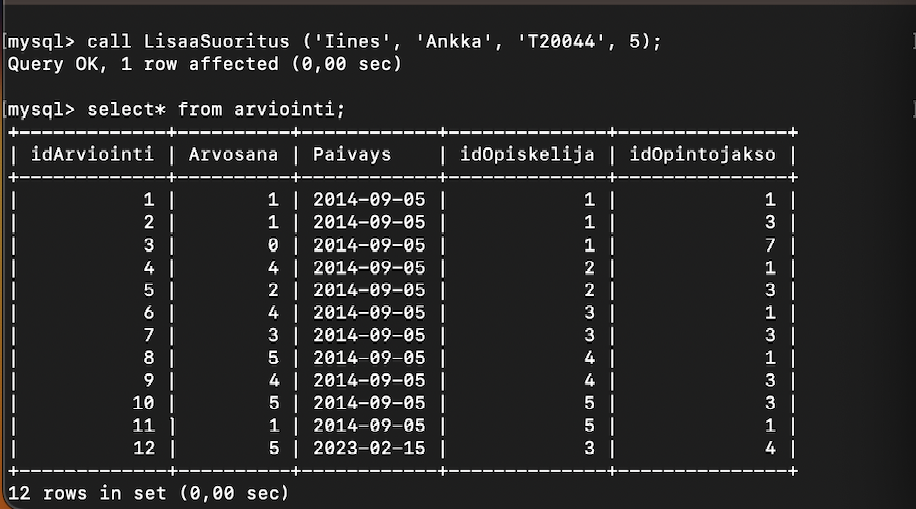 mysql> call LisaaSuoritus ('Iines', 'Ankka', 'T20044', 5);
Query OK, 1 row affected (0,00 sec)
mysql> select* from arviointi;
+-------------+----------+------------+--------------+---------------+
| idArviointi | Arvosana | Paivays    | idOpiskelija | idOpintojakso |
+-------------+----------+------------+--------------+---------------+
|           1 |        1 | 2014-09-05 |            1 |             1 |
|           2 |        1 | 2014-09-05 |            1 |             3 |
|           3 |        0 | 2014-09-05 |            1 |             7 |
|           4 |        4 | 2014-09-05 |            2 |             1 |
|           5 |        2 | 2014-09-05 |            2 |             3 |
|           6 |        4 | 2014-09-05 |            3 |             1 |
|           7 |        3 | 2014-09-05 |            3 |             3 |
|           8 |        5 | 2014-09-05 |            4 |             1 |
|           9 |        4 | 2014-09-05 |            4 |             3 |
|          10 |        5 | 2014-09-05 |            5 |             3 |
|          11 |        1 | 2014-09-05 |            5 |             1 |
|          12 |        5 | 2023-02-15 |            3 |             4 |
+-------------+----------+------------+--------------+---------------+
12 rows in set (0,00 sec)